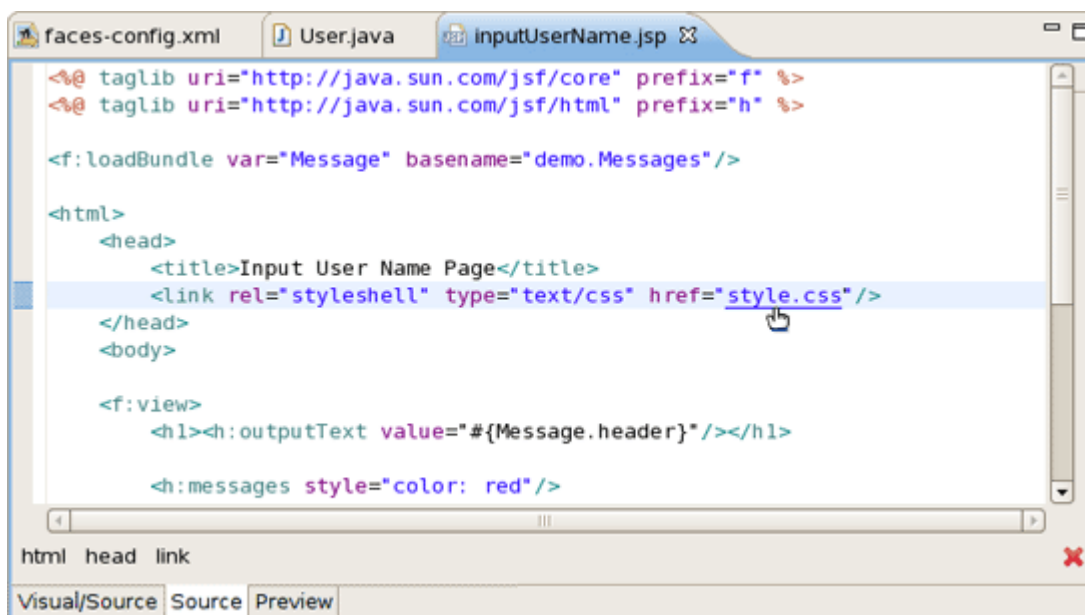 faces-config.xml User.java inputUserName.jsp
<%@ taglib uri="http://java.sun.com/jsf/core" prefix="f" %>
<%@ taglib uri="http://java.sun.com/jsf/html" prefix="h" %>
<f:loadBundle var="Message" basename="demo.Messages"/>
<html>
<head>
<title>Input User Name Page</title>
<link rel="styleshell" type="text/css" href="style.css"/>
</head>
<body>
<f:view>
<h1><h:outputText value="#{Message.header}"/></h1>
<h:messages style="color: red"/>
html head link
Visual/Source Source Preview